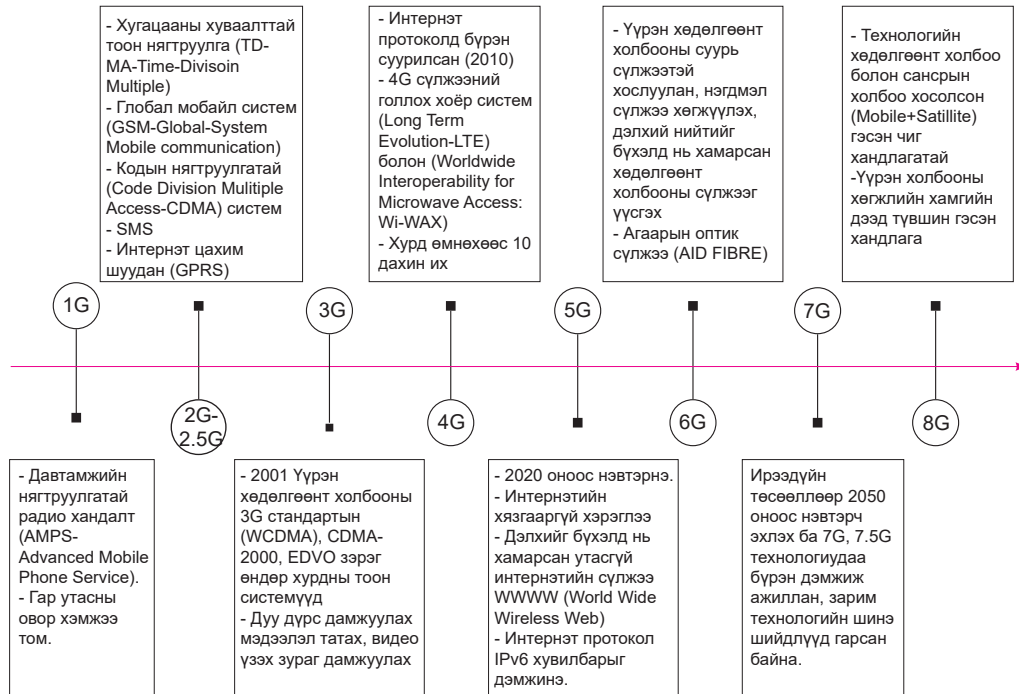 - Хугацааны хуваалттай
тоон нягтруулга (TD-
MA-Time-Divisoin
Multiple)
- Глобал мобайл систем
(GSM-Global-System
Mobile communication)
- Кодын нягтруулгатай
(Code Division Mulitiple
Access-CDMA) систем
- SMS
- Интернэт цахим
шуудан (GPRS)
- Интернэт
протоколд бүрэн
суурилсан (2010)
- 4G сүлжээний
голлох хоёр систем
(Long Term
Evolution-LTE)
болон (Worldwide
Interoperability for
Microwave Access:
Wi-WAX)
- Хурд өмнөхөөс 10
дахин их
- Үүрэн хөдөлгөөнт
холбооны суурь
сүлжээтэй
хослуулан, нэгдмэл
сүлжээ хөгжүүлэх,
дэлхий нийтийг
бүхэлд нь хамарсан
хөдөлгөөнт
холбооны сүлжээг
үүсгэх
- Агаарын оптик
сүлжээ (AID FIBRE)
- Технологийн
хөдөлгөөнт холбоо
болон сансрын
холбоо хосолсон
(Mobile+Satillite)
гэсэн чиг
хандлагатай
-Үүрэн холбооны
хөгжлийн хамгийн
дээд түвшин гэсэн
хандлага
1G
3G
5G
7G
2G-
2.5G
4G
6G
8G
- Давтамжийн
нягтруулгатай
радио хандалт
(AMPS-
Advanced Mobile
Phone Service).
- Гар утасны
овор хэмжээ
том.
- 2001 Үүрэн
хөдөлгөөнт холбооны
3G стандартын
(WCDMA), CDMA-
2000, EDVO зэрэг
өндөр хурдны тоон
системүүд
- Дуу дүрс дамжуулах
мэдээлэл татах, видео
үзэх зураг дамжуулах
- 2020 оноос нэвтэрнэ.
- Интернэтийн
хязгааргүй хэрэглээ
- Дэлхийг бүхэлд нь
хамарсан утасгүй
интернэтийн сүлжээ
WWWW (World Wide
Wireless Web)
- Интернэт протокол
IPv6 хувилбарыг
дэмжинэ.
Ирээдүйн
төсөөллөөр 2050
оноос нэвтэрч
эхлэх ба 7G, 7.5G
технологиудаа
бүрэн дэмжиж
ажиллан, зарим
технологийн шинэ
шийдлүүд гарсан
байна.